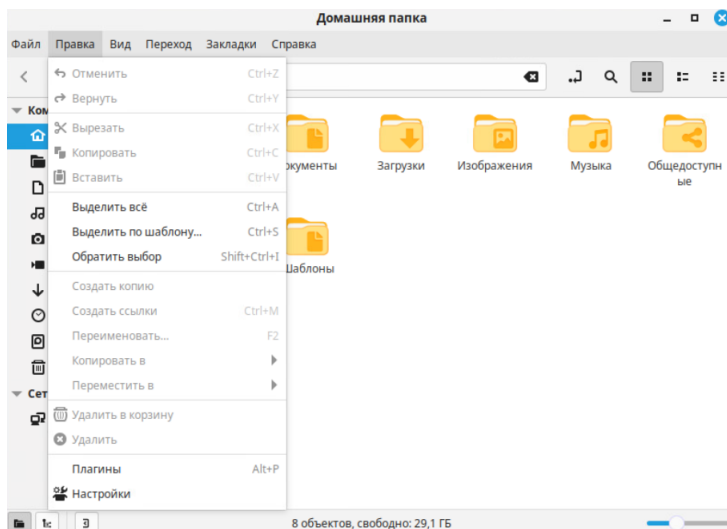 Домашняя папка
Файл Правка Вид Переход Закладки Справка
Отменить Ctrl+Z
Вернуть Ctrl+Y
Вырезать Ctrl+X
Копировать Ctrl+C
Вставить Ctrl+V
Выделить всё Ctrl+A
Выделить по шаблону... Ctrl+S
Обратить выбор Shift+Ctrl+I
Создать копию
Создать ссылки Ctrl+M
Переименовать... F2
Копировать в
Переместить в
Удалить в корзину
Удалить
Плагины Alt+P
Настройки
Ком
Сет
окументы
Загрузки
Изображения
Музыка
Общедоступн
ые
Шаблоны
8 объектов, свободно: 29,1 ГБ